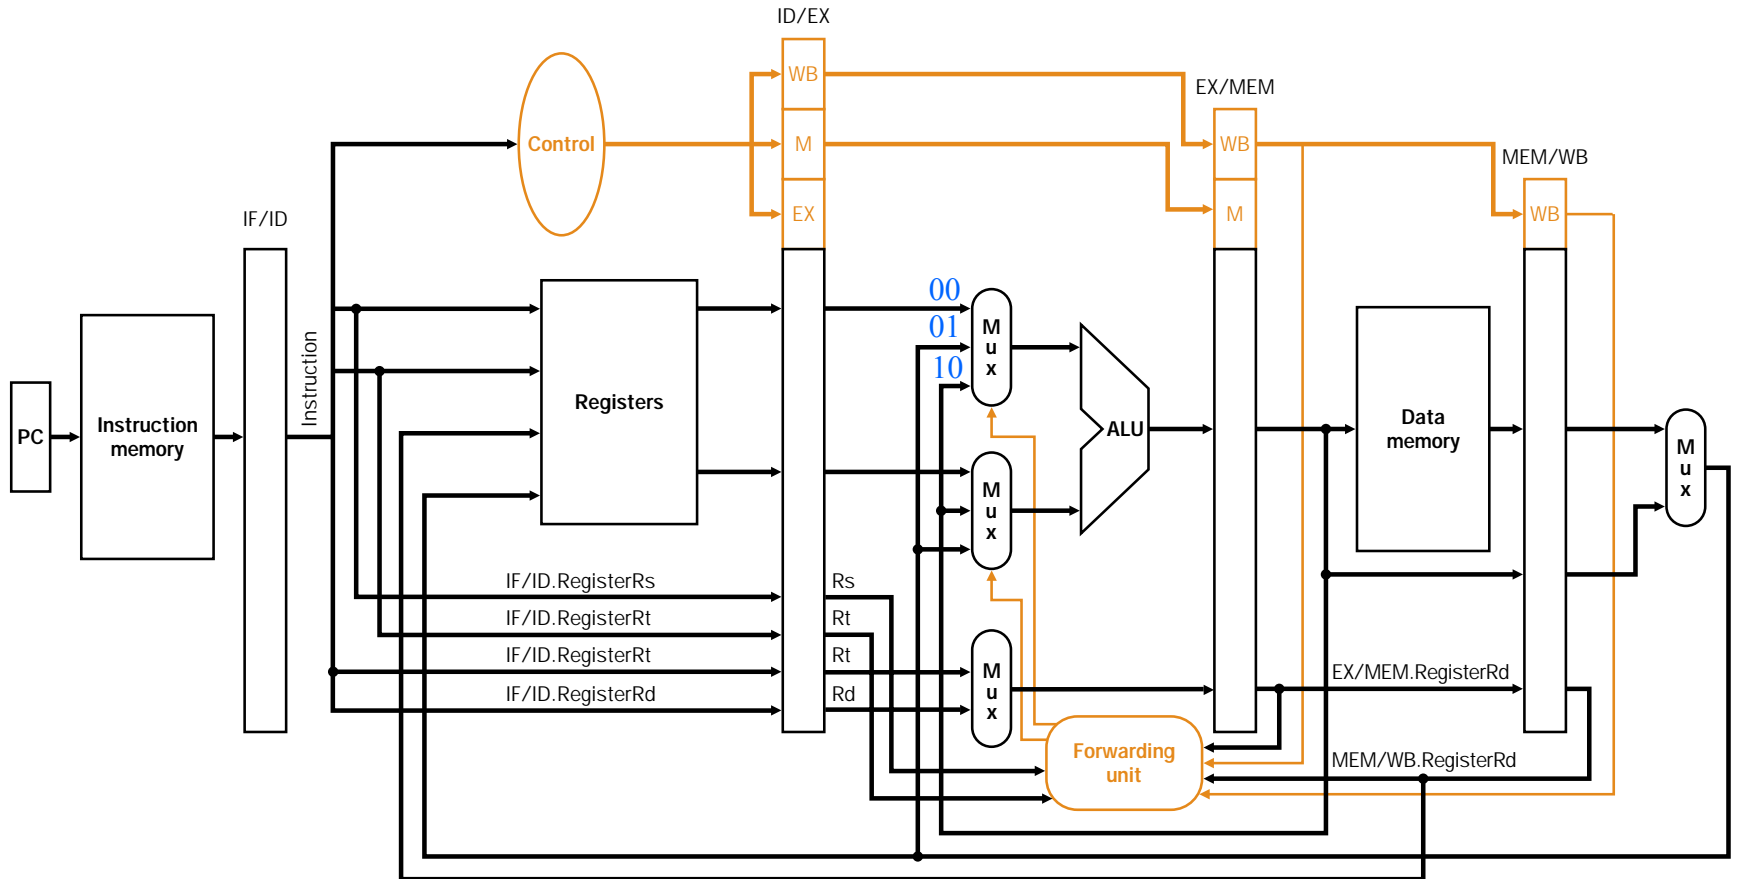 ID/EX
WB
EX/MEM
Control
M
WB
MEM/WB
IF/ID
EX
M
WB
00
01
10
M
u
x
Instruction
PC
Instruction
memory
Registers
ALU
Data
memory
M
u
x
M
u
x
IF/ID.RegisterRs
Rs
IF/ID.RegisterRt
Rt
IF/ID.RegisterRt
Rt
IF/ID.RegisterRd
Rd
M
u
x
EX/MEM.RegisterRd
Forwarding
unit
MEM/WB.RegisterRd